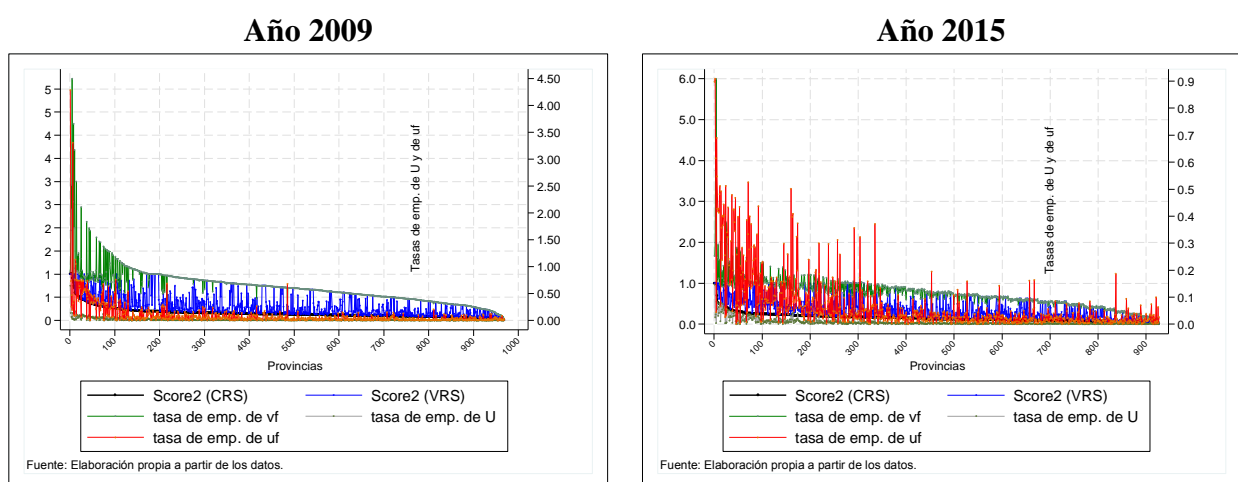 Año 2009
5
4
4
3
3
2
2
1
1
0
4.50
4.00
3.50
3.00
2.50
2.00
1.50
1.00
0.50
0.00
Tasas de emp. de U y de uf
0 100 200 300 400 500 600 700 800 900 1000
Provincias
Score2 (CRS) Score2 (VRS)
tasa de emp. de vf tasa de emp. de U
tasa de emp. de uf
Fuente: Elaboración propia a partir de los datos.
Año 2015
6.0
5.0
4.0
3.0
2.0
1.0
0.0
0.9
0.8
0.7
0.6
0.5
0.4
0.3
0.2
0.1
0.0
Tasas de emp. de U y de uf
0 100 200 300 400 500 600 700 800 900
Provincias
Score2 (CRS) Score2 (VRS)
tasa de emp. de vf tasa de emp. de U
tasa de emp. de uf
Fuente: Elaboración propia a partir de los datos.